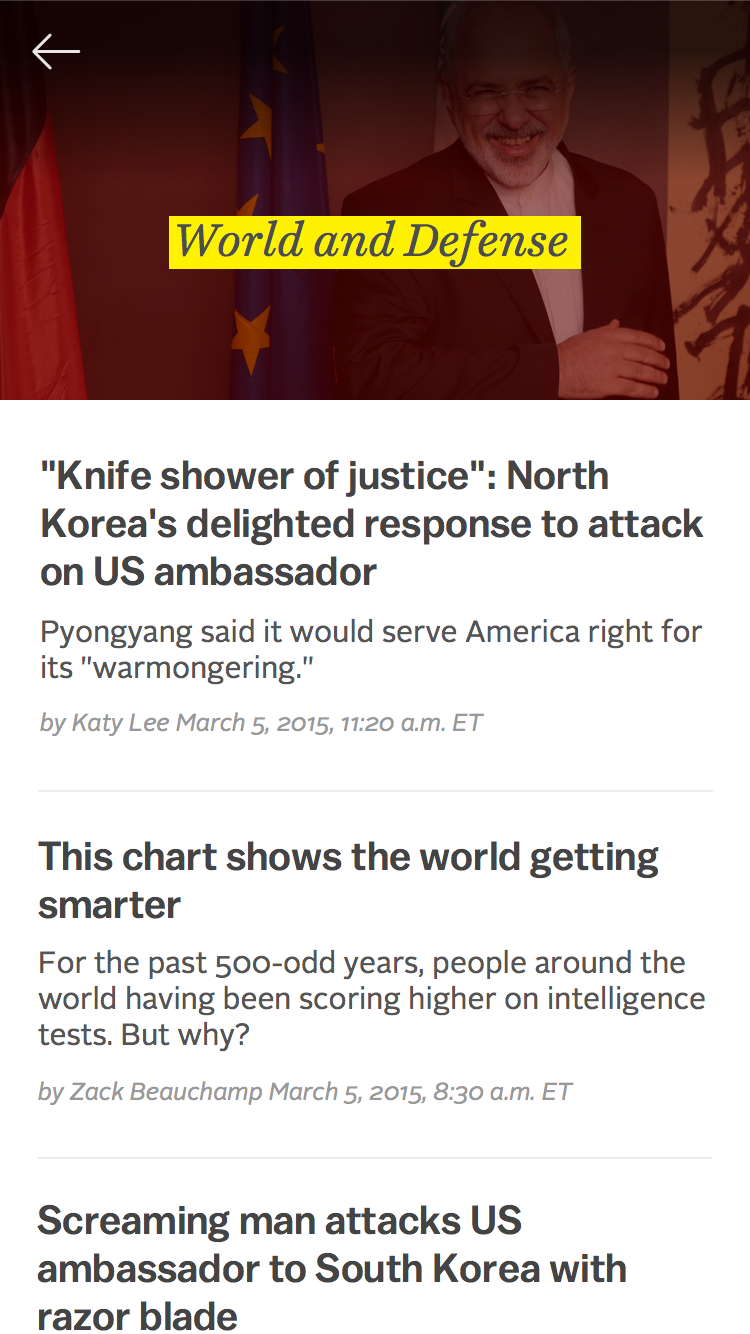 World and Defense
"Knife shower of justice": North
Korea's delighted response to attack
on US ambassador
Pyongyang said it would serve America right for
its "warmongering."
by Katy Lee March 5, 2015, 11:20 a.m. ET
This chart shows the world getting
smarter
For the past 500-odd years, people around the
world having been scoring higher on intelligence
tests. But why?
by Zack Beauchamp March 5, 2015, 8:30 a.m. ET
Screaming man attacks US
ambassador to South Korea with
razor blade